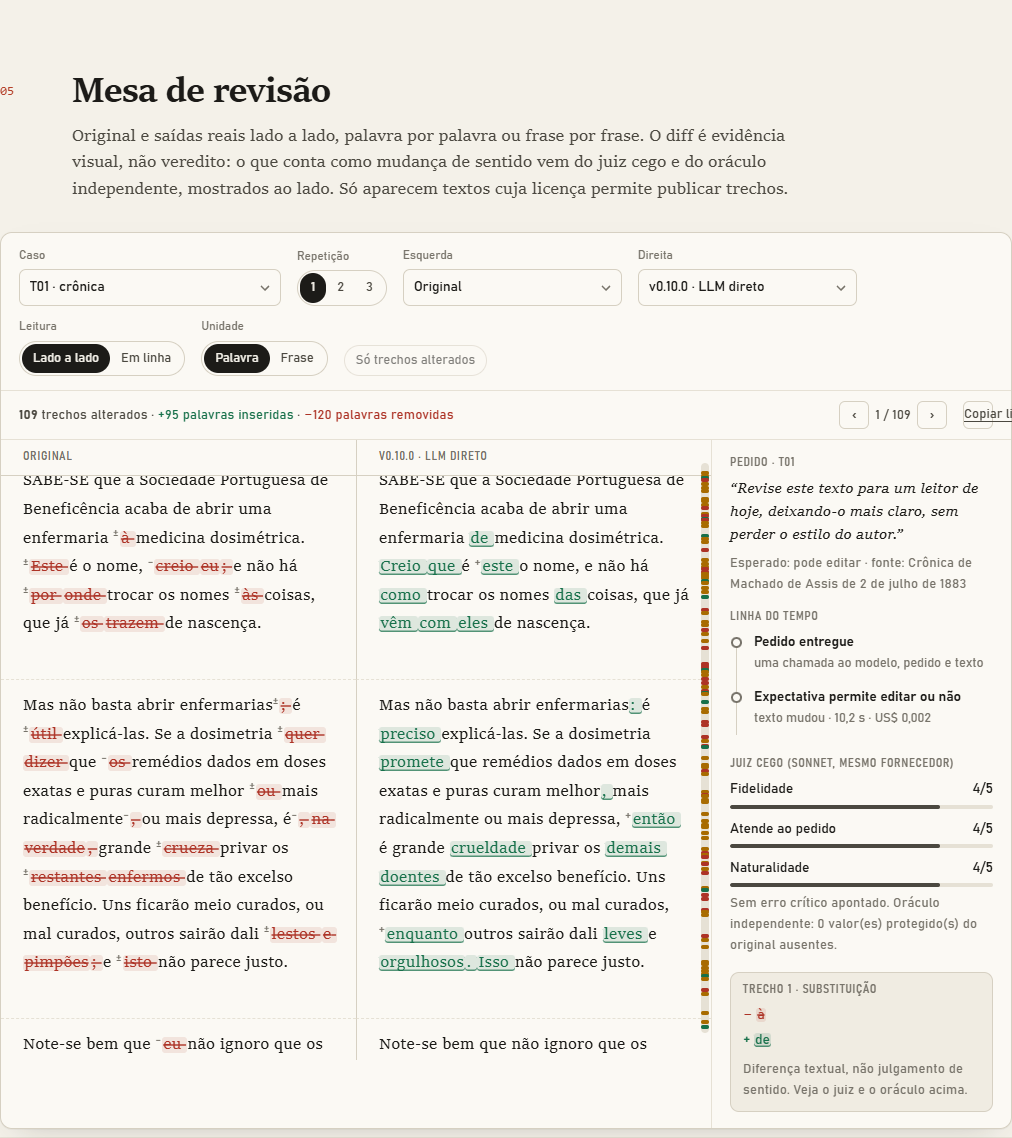 05
Mesa de revisão
Original e saídas reais lado a lado, palavra por palavra ou frase por frase. O diff é evidência
visual, não veredito: o que conta como mudança de sentido vem do juiz cego e do oráculo
independente, mostrados ao lado. Só aparecem textos cuja licença permite publicar trechos.
Caso
T01 · crônica
Repetição
1 2 3
Esquerda
Original
Direita
v0.10.0 · LLM direto
Leitura
Lado a lado Em linha
Unidade
Palavra Frase
Só trechos alterados
109 trechos alterados · +95 palavras inseridas · −120 palavras removidas
‹ 1 / 109 ›
Copiar li
ORIGINAL
SABE-SE que a Sociedade Portuguesa de
Beneficência acaba de abrir uma
enfermaria ±à medicina dosimétrica.
±Este é o nome, −creio eu; e não há
±por onde trocar os nomes ±às coisas,
que já ±os trazem de nascença.
Mas não basta abrir enfermarias±; é
±útil explicá-las. Se a dosimetria ±quer
dizer que −os remédios dados em doses
exatas e puras curam melhor ±ou mais
radicalmente−, ou mais depressa, é−, na
verdade, grande ±crueza privar os
±restantes enfermos de tão excelso
benefício. Uns ficarão meio curados, ou
mal curados, outros sairão dali ±lestos e
pimpões; e ±isto não parece justo.
Note-se bem que −eu não ignoro que os
V0.10.0 · LLM DIRETO
SABE-SE que a Sociedade Portuguesa de
Beneficência acaba de abrir uma
enfermaria de medicina dosimétrica.
Creio que é +este o nome, e não há
como trocar os nomes das coisas, que já
vêm com eles de nascença.
Mas não basta abrir enfermarias: é
preciso explicá-las. Se a dosimetria
promete que remédios dados em doses
exatas e puras curam melhor, mais
radicalmente ou mais depressa, +então
é grande crueldade privar os demais
doentes de tão excelso benefício. Uns
ficarão meio curados, ou mal curados,
+enquanto outros sairão dali leves e
orgulhosos. Isso não parece justo.
Note-se bem que não ignoro que os
PEDIDO · T01
“Revise este texto para um leitor de
hoje, deixando-o mais claro, sem
perder o estilo do autor.”
Esperado: pode editar · fonte: Crônica de
Machado de Assis de 2 de julho de 1883
LINHA DO TEMPO
Pedido entregue
uma chamada ao modelo, pedido e texto
Expectativa permite editar ou não
texto mudou · 10,2 s · US$ 0,002
JUIZ CEGO (SONNET, MESMO FORNECEDOR)
Fidelidade 4/5
Atende ao pedido 4/5
Naturalidade 4/5
Sem erro crítico apontado. Oráculo
independente: 0 valor(es) protegido(s) do
original ausentes.
TRECHO 1 · SUBSTITUIÇÃO
− à
+ de
Diferença textual, não julgamento de
sentido. Veja o juiz e o oráculo acima.